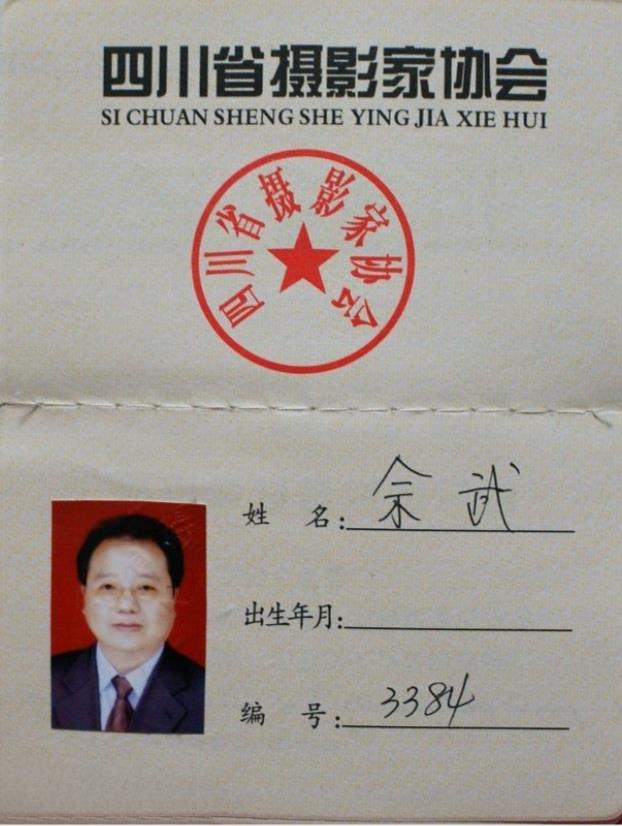 四川省摄影家协会
SI CHUAN SHENG SHE YING JIA XIE HUI
四川省摄影家协会
姓 名：余武
出生年月：
编 号：3384